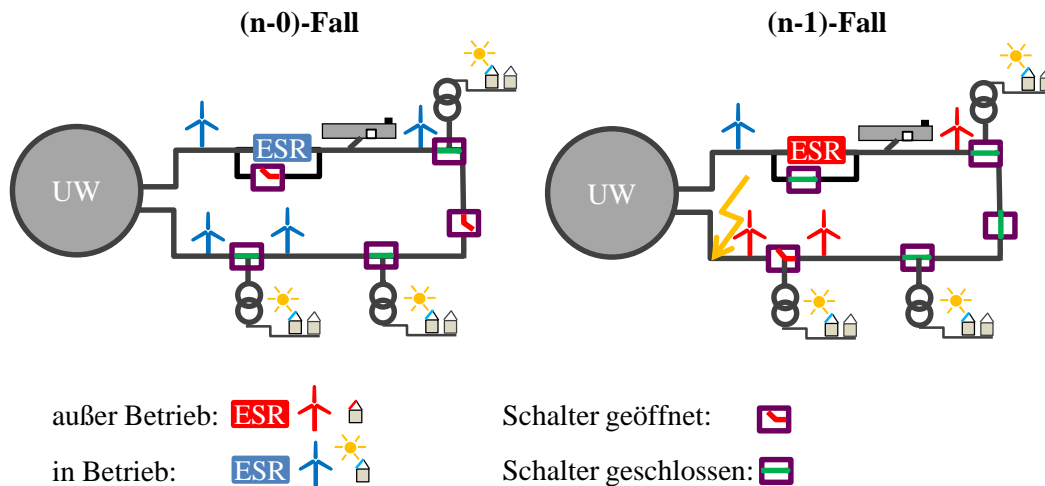 (n-0)-Fall
(n-1)-Fall
UW
ESR
UW
ESR
außer Betrieb: ESR
Schalter geöffnet:
in Betrieb: ESR
Schalter geschlossen: